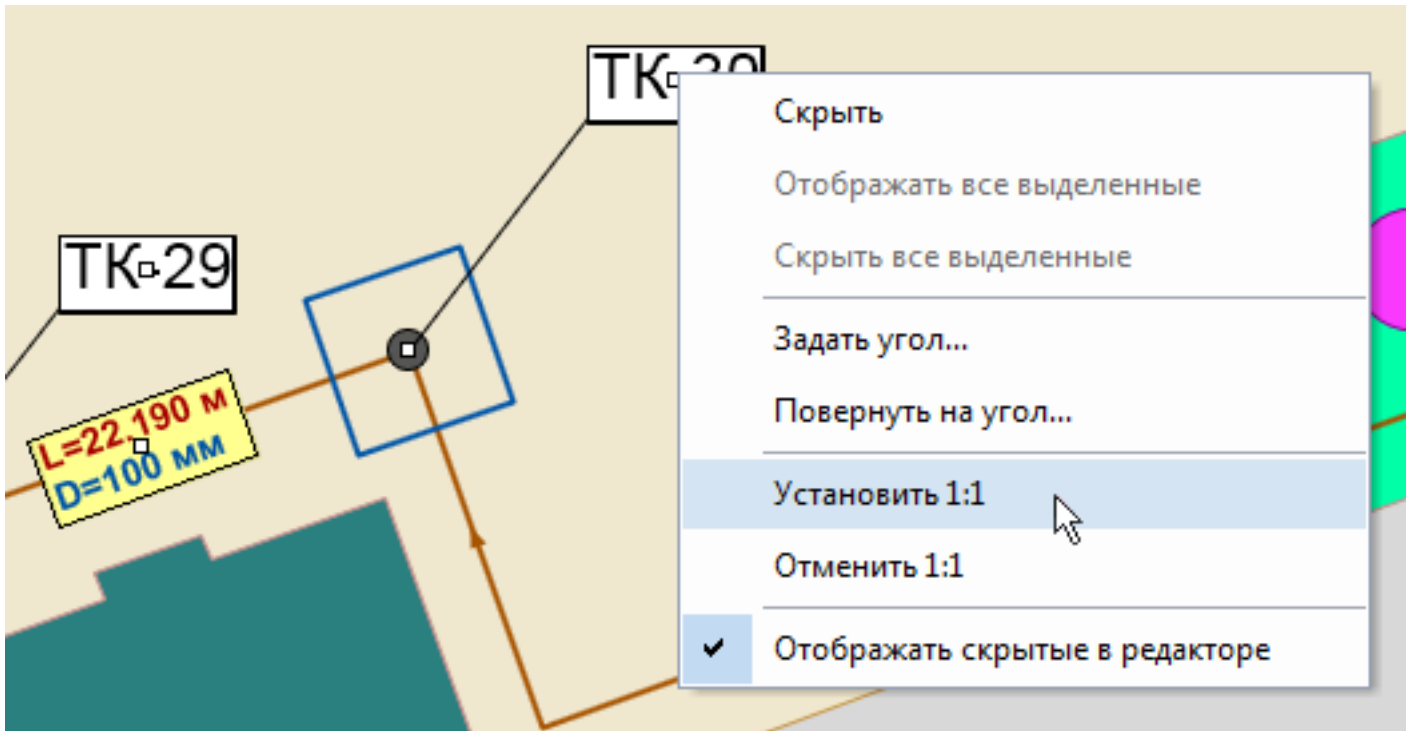 ТК-30
ТК-29
L=22.190 м
D=100 мм
Скрыть
Отображать все выделенные
Скрыть все выделенные
Задать угол...
Повернуть на угол...
Установить 1:1
Отменить 1:1
Отображать скрытые в редакторе